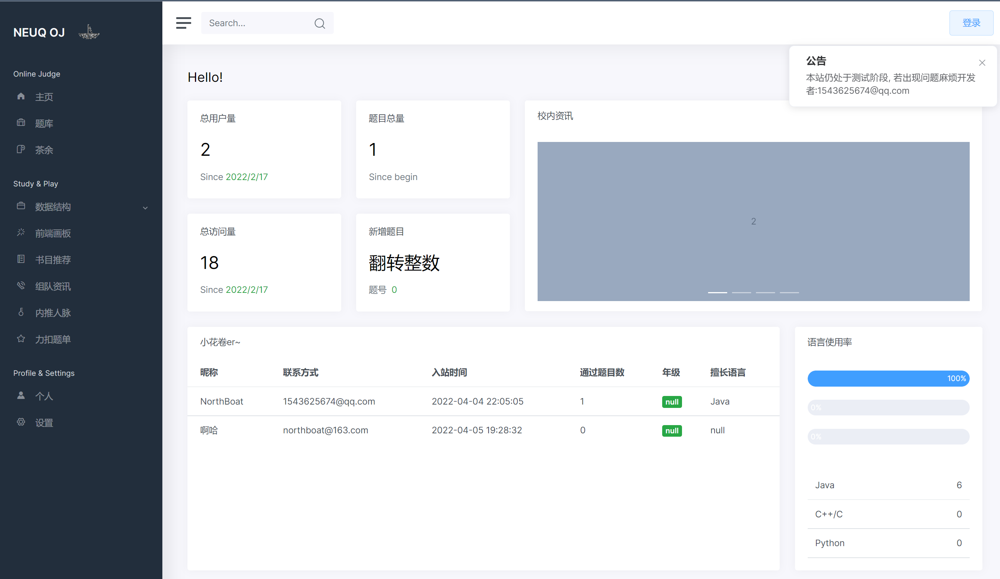 NEUQ OJ
Online Judge
主页
题库
茶余
Study & Play
数据结构
前端画板
书目推荐
组队资讯
内推人脉
力扣题单
Profile & Settings
个人
设置
Search...
登录
公告
本站仍处于测试阶段, 若出现问题麻烦开发
者:1543625674@qq.com
Hello!
总用户量
2
Since 2022/2/17
题目总量
1
Since begin
总访问量
18
Since 2022/2/17
新增题目
翻转整数
题号 0
校内资讯
2
小花卷er~
昵称 联系方式 入站时间 通过题目数 年级 擅长语言
NorthBoat 1543625674@qq.com 2022-04-04 22:05:05 1 null Java
啊哈 northboat@163.com 2022-04-05 19:28:32 0 null null
语言使用率
100%
0%
0%
Java 6
C++/C 0
Python 0